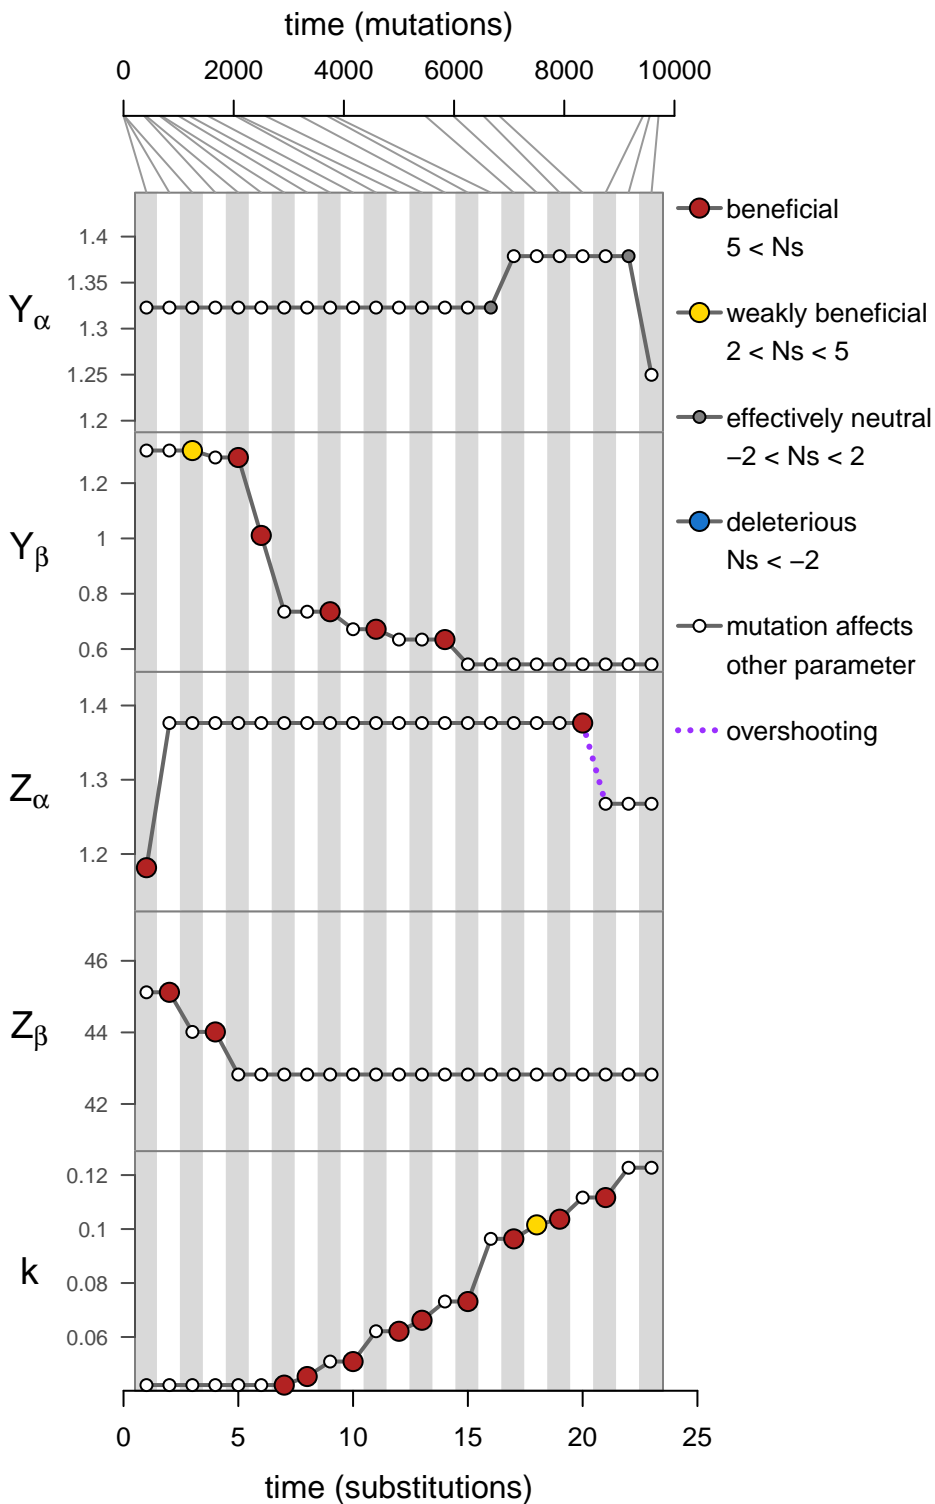 time (mutations)
0 2000 4000 6000 8000 10000
Yα
1.4
1.35
1.3
1.25
1.2
Yβ
1.2
1
0.8
0.6
Zα
1.4
1.3
1.2
Zβ
46
44
42
k
0.12
0.1
0.08
0.06
0 5 10 15 20 25
time (substitutions)
beneficial
5 < Ns
weakly beneficial
2 < Ns < 5
effectively neutral
−2 < Ns < 2
deleterious
Ns < −2
mutation affects
other parameter
overshooting